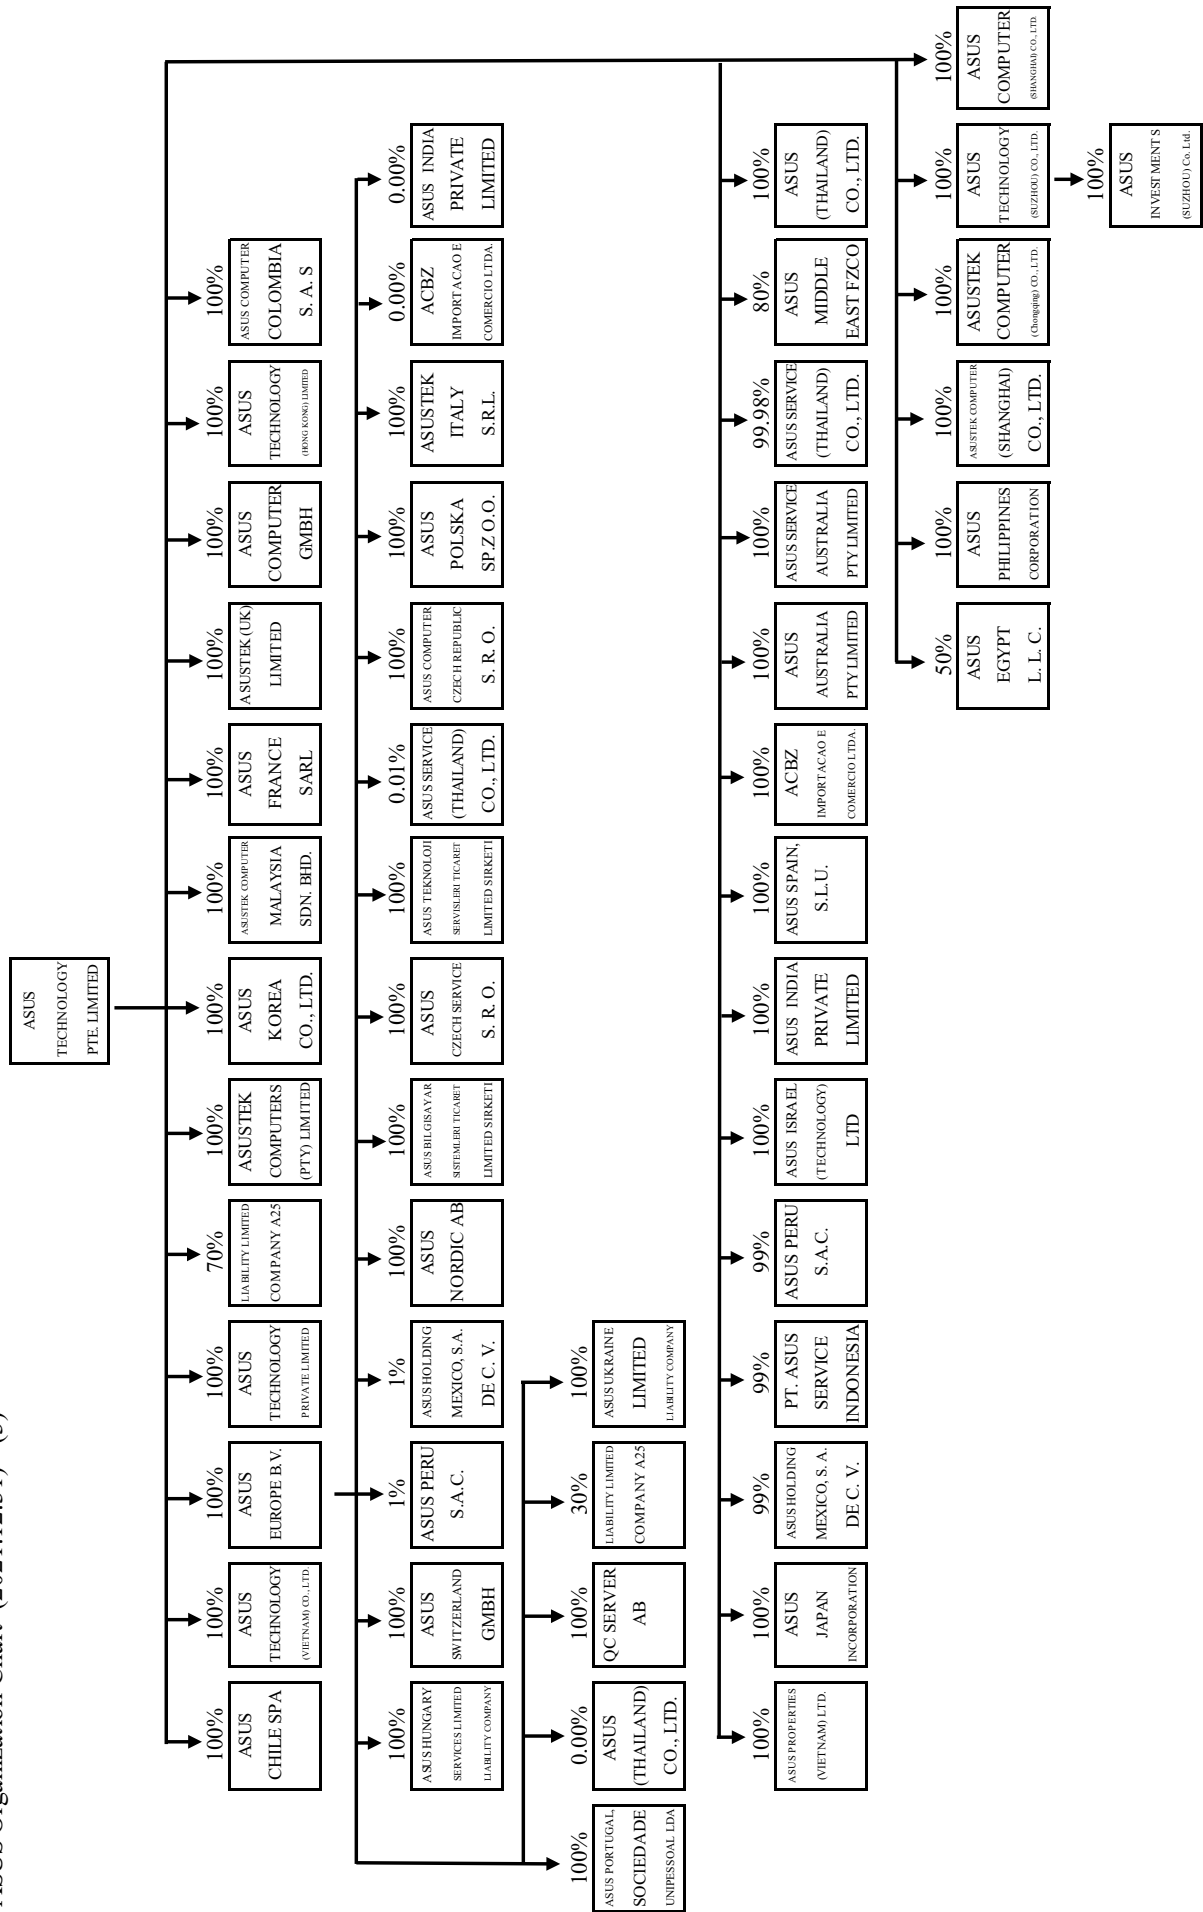 ASUS Organization Chart
ASUS
TECHNOLOGY
PTE. LIMITED
100%
ASUS
CHILE SPA
100%
ASUS
TECHNOLOGY
(VIETNAM) CO., LTD.
100%
ASUS
EUROPE B.V.
100%
ASUS
TECHNOLOGY
PRIVATE LIMITED
70%
LIABILITY LIMITED
COMPANY A25
100%
ASUSTEK
COMPUTERS
(PTY) LIMITED
100%
ASUS
KOREA
CO., LTD.
100%
ASUSTEK COMPUTER
MALAYSIA
SDN. BHD.
100%
ASUS
FRANCE
SARL
100%
ASUSTEK (UK)
LIMITED
100%
ASUS
COMPUTER
GMBH
100%
ASUS
TECHNOLOGY
(HONG KONG) LIMITED
100%
ASUS COMPUTER
COLOMBIA
S. A. S
100%
ASUS HUNGARY
SERVICES LIMITED
LIABILITY COMPANY
100%
ASUS
SWITZERLAND
GMBH
1%
ASUS PERU
S.A.C.
1%
ASUS HOLDING
MEXICO, S.A.
DE C. V.
100%
ASUS
NORDIC AB
100%
ASUS BILGISAYAR
SISTEMLERI TICARET
LIMITED SIRKETI
100%
ASUS
CZECH SERVICE
S. R. O.
100%
ASUS TEKNOLOJI
SERVISLERI TICARET
LIMITED SIRKETI
0.01%
ASUS SERVICE
(THAILAND)
CO., LTD.
100%
ASUS COMPUTER
CZECH REPUBLIC
S. R. O.
100%
ASUS
POLSKA
SP.Z O.O.
100%
ASUSTEK
ITALY
S.R.L.
0.00%
ACBZ
IMPORTACAO E
COMERCIO LTDA.
0.00%
ASUS INDIA
PRIVATE
LIMITED
100%
ASUS PORTUGAL,
SOCIEDADE
UNIPESSOAL LDA
0.00%
ASUS
(THAILAND)
CO., LTD.
100%
QC SERVER
AB
30%
LIABILITY LIMITED
COMPANY A25
100%
ASUS UKRAINE
LIMITED
LIABILITY COMPANY
100%
ASUS PROPERTIES
(VIETNAM) LTD.
100%
ASUS
JAPAN
INCORPORATION
99%
ASUS HOLDING
MEXICO, S. A.
DE C. V.
99%
PT. ASUS
SERVICE
INDONESIA
99%
ASUS PERU
S.A.C.
100%
ASUS ISRAEL
(TECHNOLOGY)
LTD
100%
ASUS INDIA
PRIVATE
LIMITED
100%
ASUS SPAIN,
S.L.U.
100%
ACBZ
IMPORTACAO E
COMERCIO LTDA.
100%
ASUS
AUSTRALIA
PTY LIMITED
100%
ASUS SERVICE
AUSTRALIA
PTY LIMITED
99.98%
ASUS SERVICE
(THAILAND)
CO., LTD.
80%
ASUS
MIDDLE
EAST FZCO
100%
ASUS
(THAILAND)
CO., LTD.
50%
ASUS
EGYPT
L. L. C.
100%
ASUS
PHILIPPINES
CORPORATION
100%
ASUSTEK COMPUTER
(SHANGHAI)
CO., LTD.
100%
ASUSTEK
COMPUTER
(Chongqing) CO., LTD.
100%
ASUS
TECHNOLOGY
(SUZHOU) CO., LTD.
100%
ASUS
COMPUTER
(SHANGHAI) CO., LTD.
100%
ASUS
INVESTMENTS
(SUZHOU) Co. Ltd.